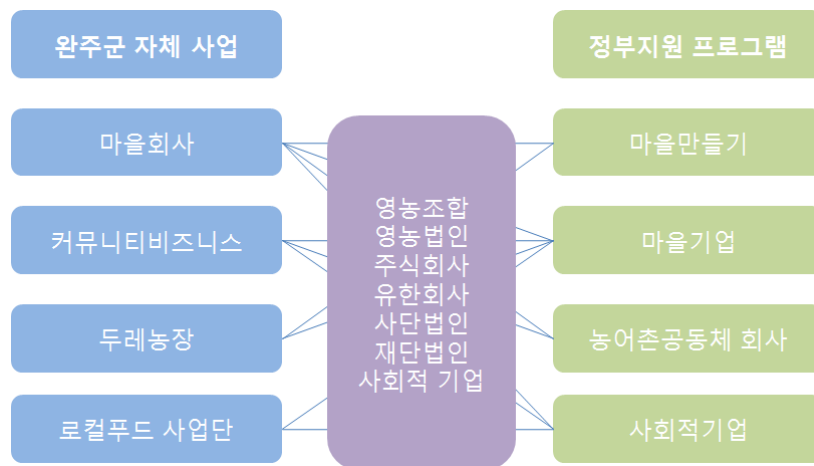 완주군 자체 사업
정부지원 프로그램
마을회사
마을만들기
커뮤니티비즈니스
마을기업
두레농장
농어촌공동체 회사
로컬푸드 사업단
사회적기업
영농조합
영농법인
주식회사
유한회사
사단법인
재단법인
사회적 기업